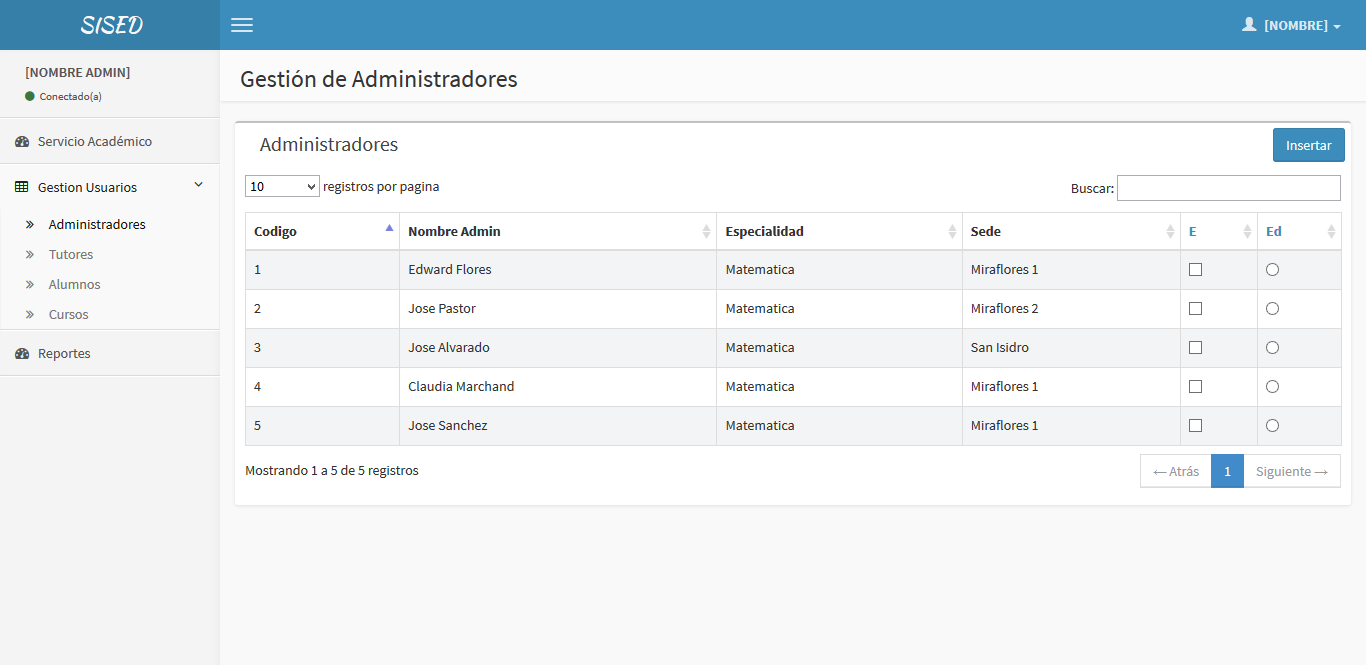 SISED
[NOMBRE]
[NOMBRE ADMIN]
Conectado(a)
Servicio Académico
Gestion Usuarios
Administradores
Tutores
Alumnos
Cursos
Reportes
Gestión de Administradores
Administradores
Insertar
10 registros por pagina
Buscar:
Codigo Nombre Admin Especialidad Sede E Ed
1 Edward Flores Matematica Miraflores 1
2 Jose Pastor Matematica Miraflores 2
3 Jose Alvarado Matematica San Isidro
4 Claudia Marchand Matematica Miraflores 1
5 Jose Sanchez Matematica Miraflores 1
Mostrando 1 a 5 de 5 registros
← Atrás 1 Siguiente →